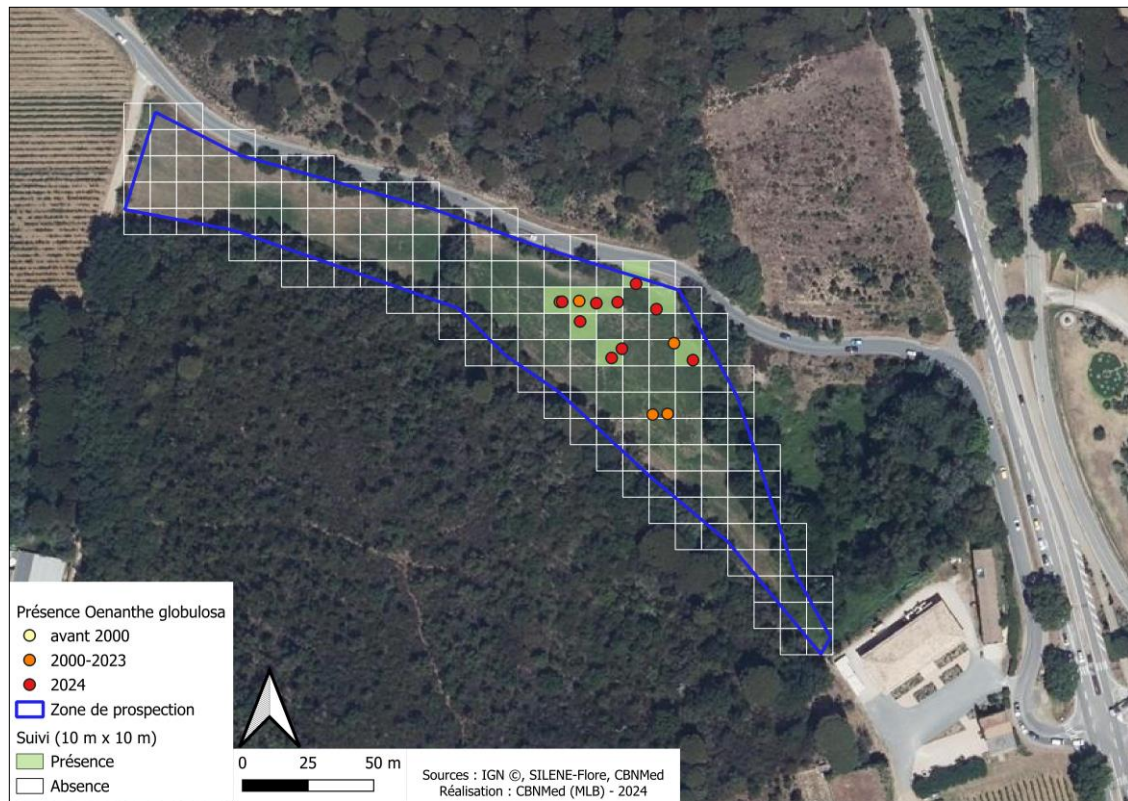 Présence Oenanthe globulosa
avant 2000
2000-2023
2024
Zone de prospection
Suivi (10 m x 10 m)
Présence
Absence
0 25 50 m
Sources : IGN ©, SILENE-Flore, CBNMed
Réalisation : CBNMed (MLB) - 2024